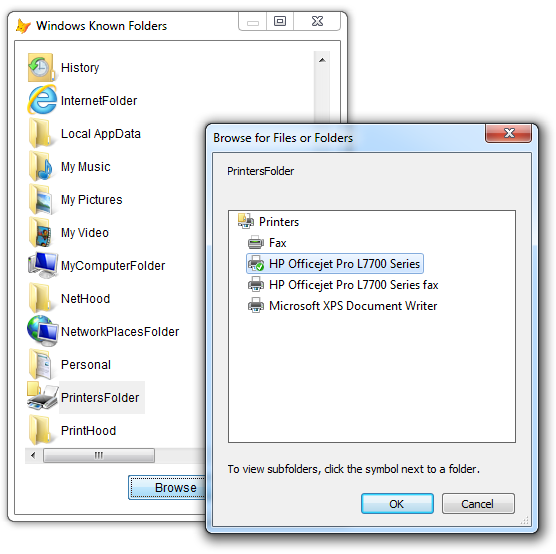 Windows Known Folders
History
InternetFolder
Local AppData
My Music
My Pictures
My Video
MyComputerFolder
NetHood
NetworkPlacesFolder
Personal
PrintersFolder
PrintHood
Browse
Browse for Files or Folders
PrintersFolder
Printers
Fax
HP Officejet Pro L7700 Series
HP Officejet Pro L7700 Series fax
Microsoft XPS Document Writer
To view subfolders, click the symbol next to a folder.
OK Cancel